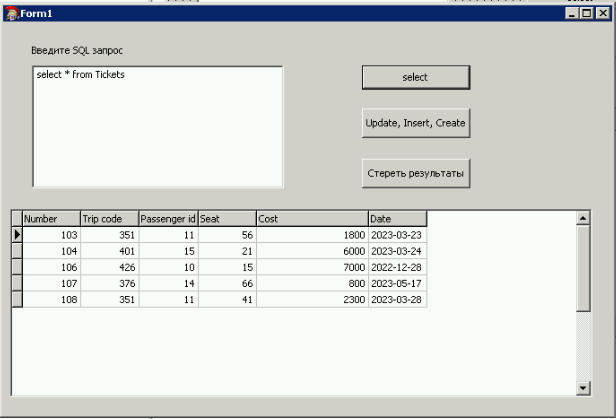 Form1
Введите SQL запрос
select * from Tickets
select
Update, Insert, Create
Стереть результаты
Number Trip code Passenger id Seat Cost Date
103 351 11 56 1800 2023-03-23
104 401 15 21 6000 2023-03-24
106 426 10 15 7000 2022-12-28
107 376 14 66 800 2023-05-17
108 351 11 41 2300 2023-03-28